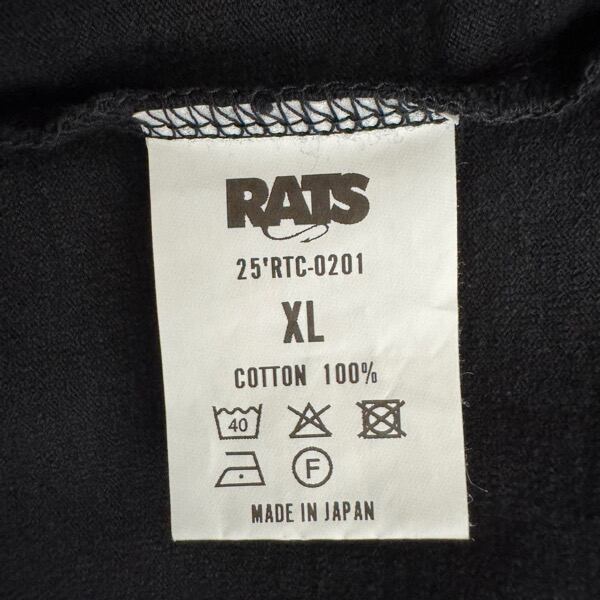 RATS
25'RTC-0201
XL
COTTON 100%
40
F
MADE IN JAPAN